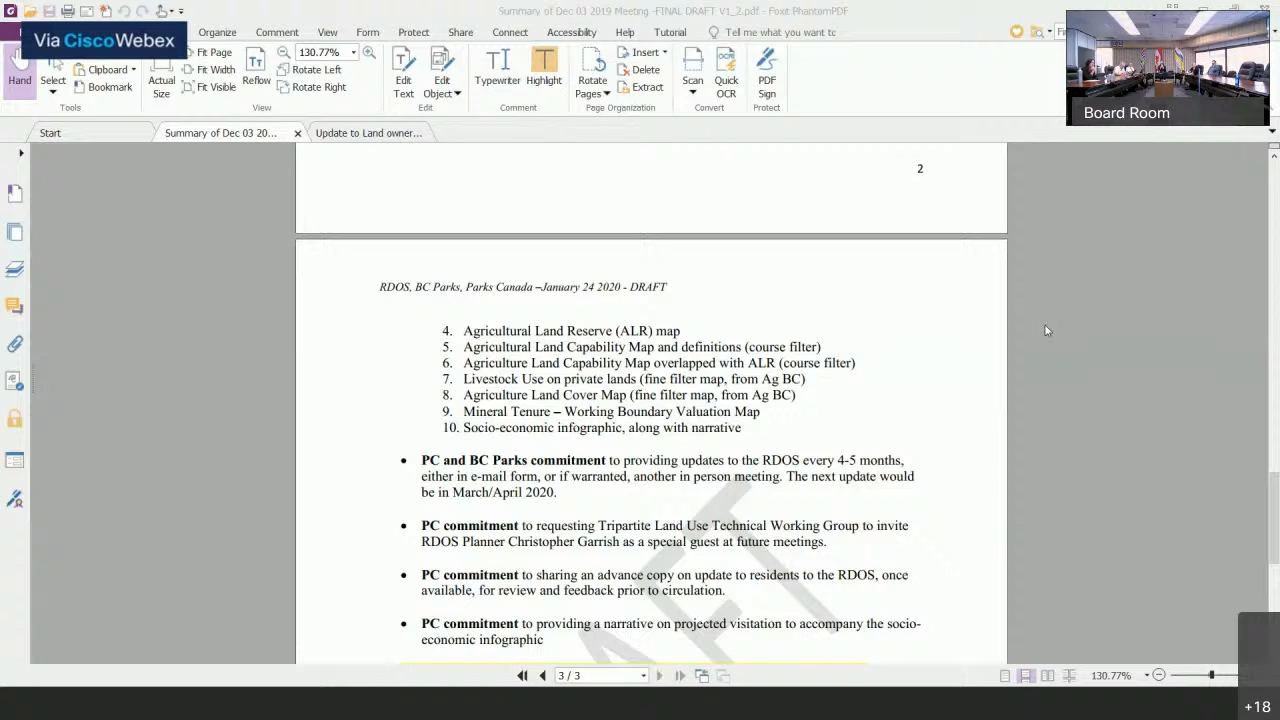 Summary of Dec 03 2019 Meeting -FINAL DRAFT V1_2.pdf - Foxit PhantomPDF
Via CiscoWebex
Organize Comment View Form Protect Share Connect Accessibility Help Tutorial Tell me what you want to
Hand Select Clipboard Bookmark Actual Size Fit Page Fit Width Fit Visible Reflow 130.77% Rotate Left Rotate Right Edit Text Edit Object Typewriter Highlight Rotate Pages Insert Delete Extract Scan Quick OCR PDF Sign
Tools View Edit Comment Page Organization Convert Protect
Board Room
Start Summary of Dec 03 20... Update to Land owner...
2
RDOS, BC Parks, Parks Canada –January 24 2020 - DRAFT
4. Agricultural Land Reserve (ALR) map
5. Agricultural Land Capability Map and definitions (course filter)
6. Agriculture Land Capability Map overlapped with ALR (course filter)
7. Livestock Use on private lands (fine filter map, from Ag BC)
8. Agriculture Land Cover Map (fine filter map, from Ag BC)
9. Mineral Tenure – Working Boundary Valuation Map
10. Socio-economic infographic, along with narrative
• PC and BC Parks commitment to providing updates to the RDOS every 4-5 months,
either in e-mail form, or if warranted, another in person meeting. The next update would
be in March/April 2020.
• PC commitment to requesting Tripartite Land Use Technical Working Group to invite
RDOS Planner Christopher Garrish as a special guest at future meetings.
• PC commitment to sharing an advance copy on update to residents to the RDOS, once
available, for review and feedback prior to circulation.
• PC commitment to providing a narrative on projected visitation to accompany the socio-
economic infographic
3 / 3
130.77%
+18